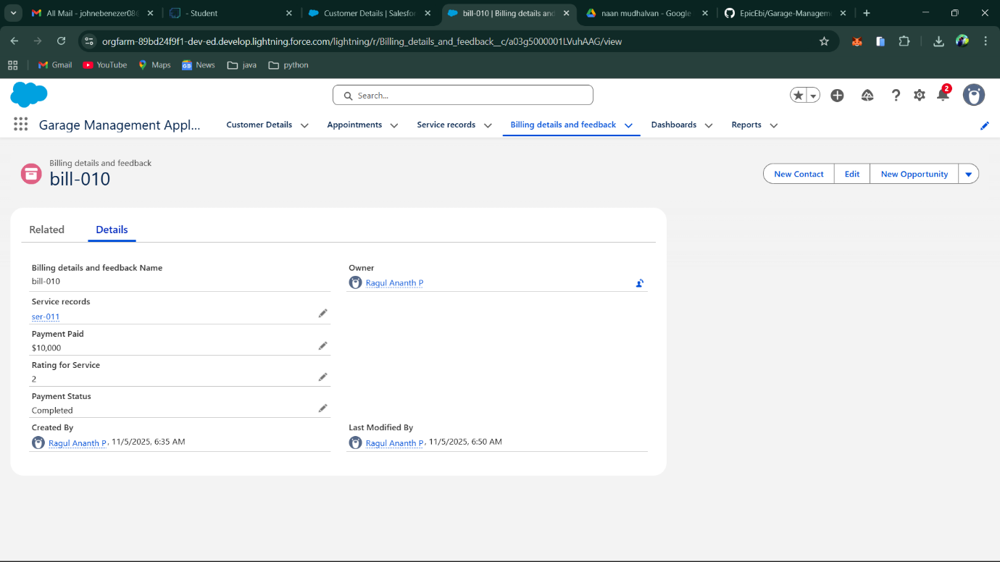 All Mail - johnebenezer08
- Student
Customer Details | Salesfor
bill-010 | Billing details and
naan mudhalvan - Google
EpicEbi/Garage-Managem
orgfarm-89bd24f9f1-dev-ed.develop.lightning.force.com/lightning/r/Billing_details_and_feedback__c/a03g5000001LVuhAAG/view
Gmail YouTube Maps News java python
Search...
2
Garage Management Appl... Customer Details Appointments Service records Billing details and feedback Dashboards Reports
Billing details and feedback
bill-010
New Contact Edit New Opportunity
Related Details
Billing details and feedback Name
bill-010
Owner
Ragul Ananth P
Service records
ser-011
Payment Paid
$10,000
Rating for Service
2
Payment Status
Completed
Created By
Ragul Ananth P, 11/5/2025, 6:35 AM
Last Modified By
Ragul Ananth P, 11/5/2025, 6:50 AM